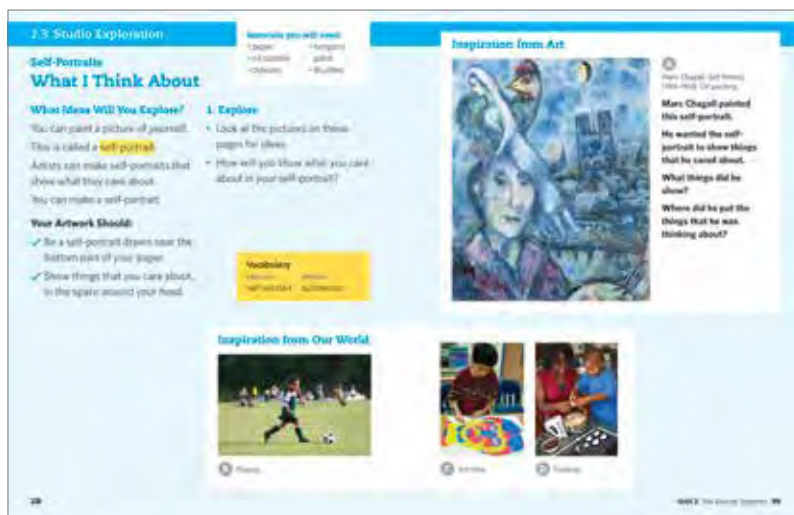 2.3 Studio Exploration
Self-Portraits
What I Think About
What Ideas Will You Explore?
You can paint a picture of yourself.
This is called a self-portrait.
Artists can make self-portraits that
show what they care about.
You can make a self-portrait.
Your Artwork Should:
✓ Be a self-portrait drawn near the
bottom part of your paper.
✓ Show things that you care about,
in the space around your head.
Materials you will need
• paper
• tempera
paint
• brushes
1. Explore
• Look at the pictures on these
pages for ideas.
• How will you show what you care
about in your self-portrait?
Vocabulary
self-portrait
Inspiration from Our World
B
C
D
Inspiration from Art
A
Marc Chagall painted
this self-portrait.
He wanted the self-
portrait to show things
that he cared about.
What things did he
show?
Where did he put the
things that he was
thinking about?
28